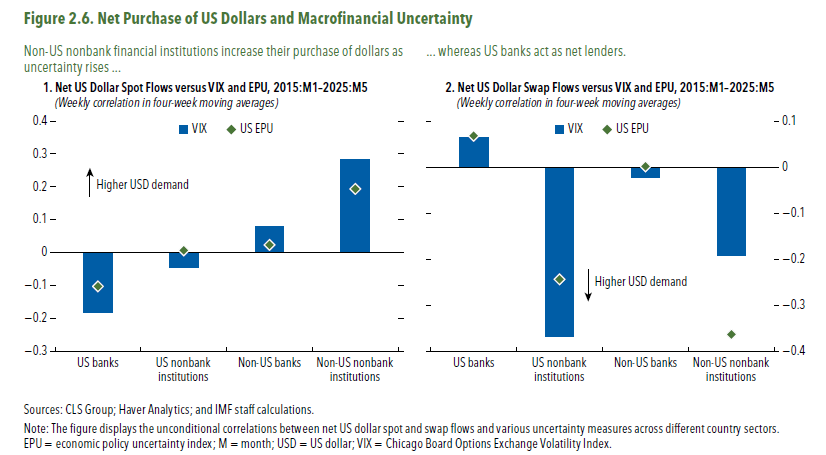 Figure 2.6. Net Purchase of US Dollars and Macrofinancial Uncertainty
Non-US nonbank financial institutions increase their purchase of dollars as
uncertainty rises ...
1. Net US Dollar Spot Flows versus VIX and EPU, 2015:M1–2025:M5
(Weekly correlation in four-week moving averages)
VIX
US EPU
Higher USD demand
0.4
0.3
0.2
0.1
0
−0.1
−0.2
−0.3
US banks
US nonbank
institutions
Non-US banks
Non-US nonbank
institutions
... whereas US banks act as net lenders.
2. Net US Dollar Swap Flows versus VIX and EPU, 2015:M1–2025:M5
(Weekly correlation in four-week moving averages)
VIX
US EPU
Higher USD demand
0.1
0
−0.1
−0.2
−0.3
−0.4
US banks
US nonbank
institutions
Non-US banks
Non-US nonbank
institutions
Sources: CLS Group; Haver Analytics; and IMF staff calculations.
Note: The figure displays the unconditional correlations between net US dollar spot and swap flows and various uncertainty measures across different country sectors.
EPU = economic policy uncertainty index; M = month; USD = US dollar; VIX = Chicago Board Options Exchange Volatility Index.